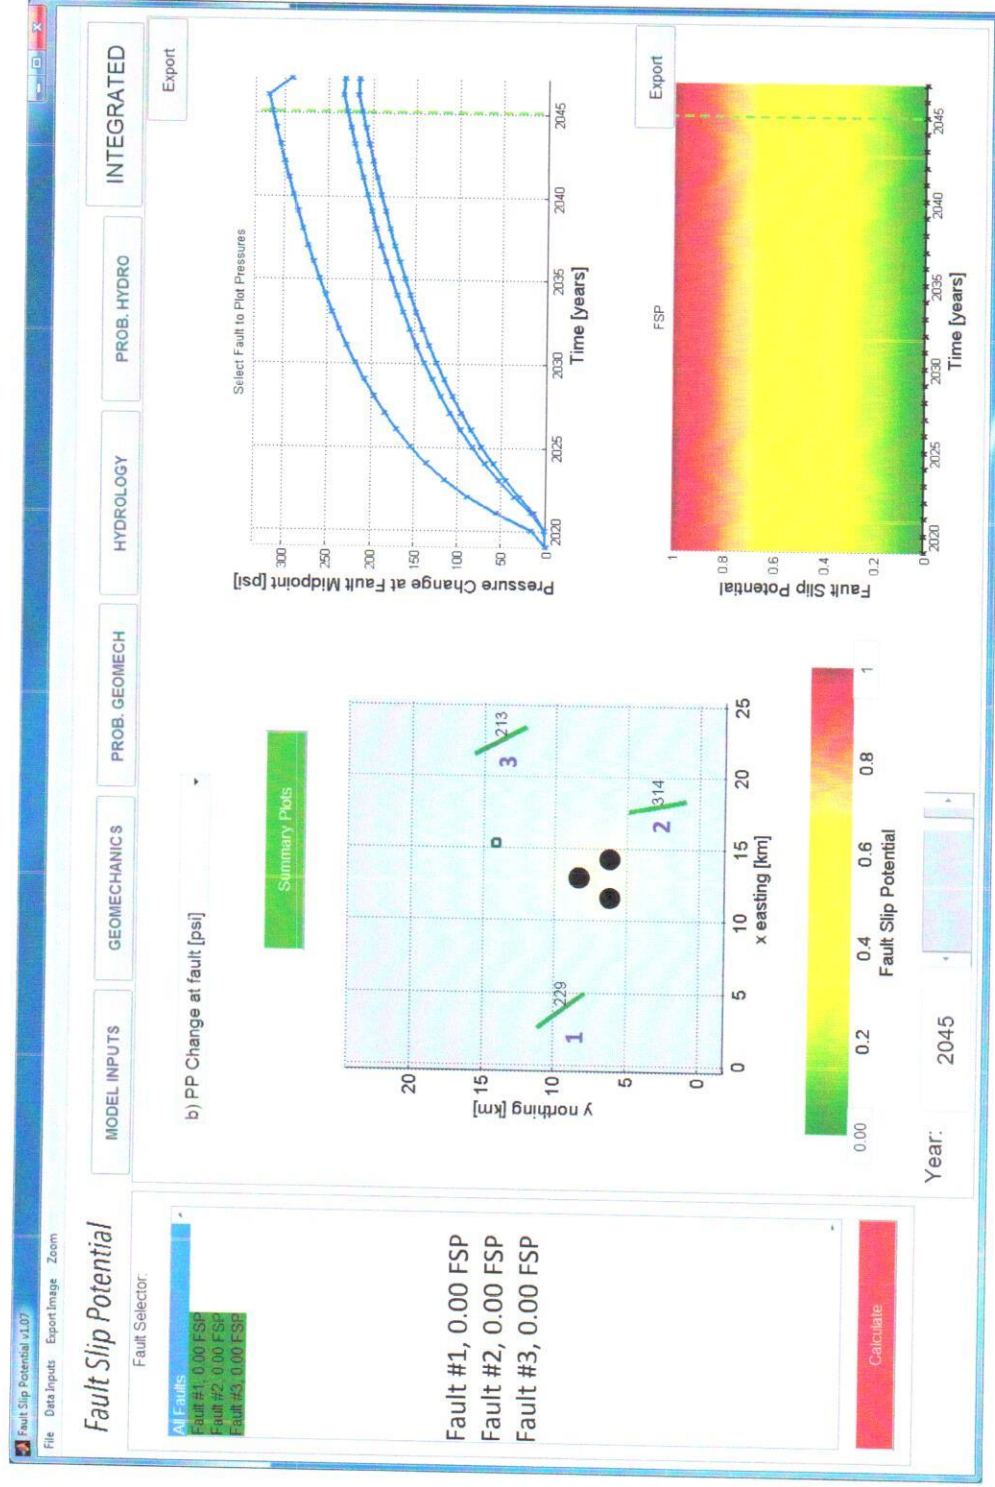 Fault Slip Potential v1.07
File Data Inputs Export Image Zoom
Fault Slip Potential
MODEL INPUTS
GEOMECHANICS
PROB. GEOMECH
HYDROLOGY
PROB. HYDRO
INTEGRATED
Fault Selector:
All Faults
Fault #1, 0.00 FSP
Fault #2, 0.00 FSP
Fault #3, 0.00 FSP
Fault #1, 0.00 FSP
Fault #2, 0.00 FSP
Fault #3, 0.00 FSP
Calculate
b) PP Change at fault [psi]
Summary Plots
y northing [km]
20
15
10
5
0
229
1
314
2
213
3
0 5 10 15 20 25
x easting [km]
0.00 0.2 0.4 0.6 0.8 1
Fault Slip Potential
Year: 2045
Export
Select Fault to Plot Pressures
Pressure Change at Fault Midpoint [psi]
300
250
200
150
100
50
0
2020 2025 2030 2035 2040 2045
Time [years]
Export
FSP
Fault Slip Potential
1
0.8
0.6
0.4
0.2
0
2020 2025 2030 2035 2040 2045
Time [years]